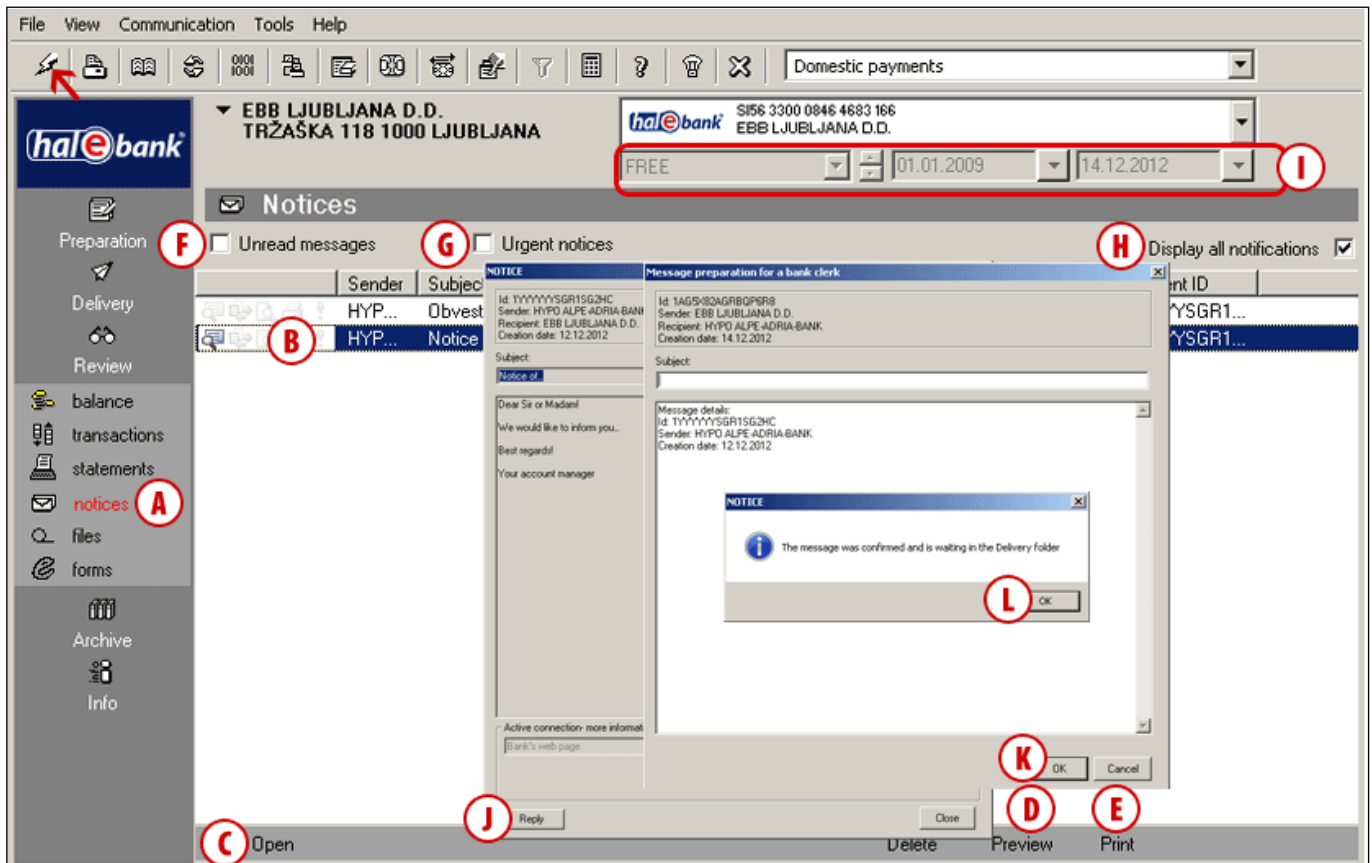 File View Communication Tools Help
Domestic payments
EBB LJUBLJANA D.D.
TRŽAŠKA 118 1000 LJUBLJANA
hal e bank
SI56 3300 0846 4683 166
EBB LJUBLJANA D.D.
hal e bank
FREE 01.01.2009 14.12.2012 I
Notices
Preparation
F Unread messages G Urgent notices H Display all notifications
Delivery
Review
balance
transactions
statements
notices A
files
forms
Archive
Info
Sender Subjec ent ID
HYP... Obvest YSGR1...
B HYP... Notice YSGR1...
NOTICE
Id: 1YYYYYYSGR1SG2HC
Sender: HYPO ALPE-ADRIA-BANK
Recipient: EBB LJUBLJANA D.D.
Creation date: 12.12.2012
Subject:
Notice of...
Dear Sir or Madam!
We would like to inform you...
Best regards!
Your account manager
Active connection- more informat
Bank's web page
J Reply Close
Message preparation for a bank clerk
Id: 1AG5X82AGRBQP6R8
Sender: EBB LJUBLJANA D.D.
Recipient: HYPO ALPE-ADRIA-BANK
Creation date: 14.12.2012
Subject:
Message details:
Id: 1YYYYYYSGR1SG2HC
Sender: HYPO ALPE-ADRIA-BANK
Creation date: 12.12.2012
NOTICE
The message was confirmed and is waiting in the Delivery folder
L OK
K OK Cancel
D E
C Open Delete Preview Print